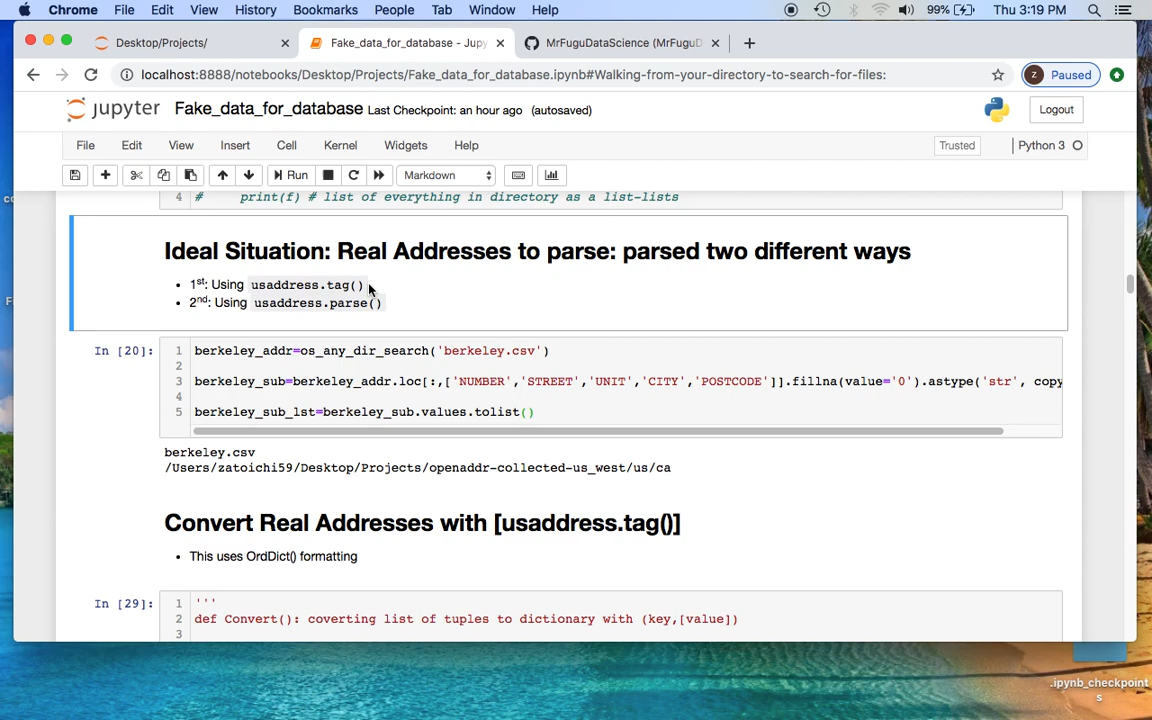 Chrome File Edit View History Bookmarks People Tab Window Help 99% Thu 3:19 PM
Desktop/Projects/ Fake_data_for_database - Jupy MrFuguDataScience (MrFuguD
localhost:8888/notebooks/Desktop/Projects/Fake_data_for_database.ipynb#Walking-from-your-directory-to-search-for-files: z Paused
jupyter Fake_data_for_database Last Checkpoint: an hour ago (autosaved) Logout
File Edit View Insert Cell Kernel Widgets Help Trusted Python 3
Run Markdown
4 # print(f) # list of everything in directory as a list-lists
Ideal Situation: Real Addresses to parse: parsed two different ways
• 1st: Using usaddress.tag()
• 2nd: Using usaddress.parse()
In [20]: 1 berkeley_addr=os_any_dir_search('berkeley.csv')
2
3 berkeley_sub=berkeley_addr.loc[:,['NUMBER','STREET','UNIT','CITY','POSTCODE']].fillna(value='0').astype('str', copy
4
5 berkeley_sub_lst=berkeley_sub.values.tolist()
berkeley.csv
/Users/zatoichi59/Desktop/Projects/openaddr-collected-us_west/us/ca
Convert Real Addresses with [usaddress.tag()]
• This uses OrdDict() formatting
In [29]: 1 '''
2 def Convert(): coverting list of tuples to dictionary with (key,[value])
3
.ipynb_checkpoint
s